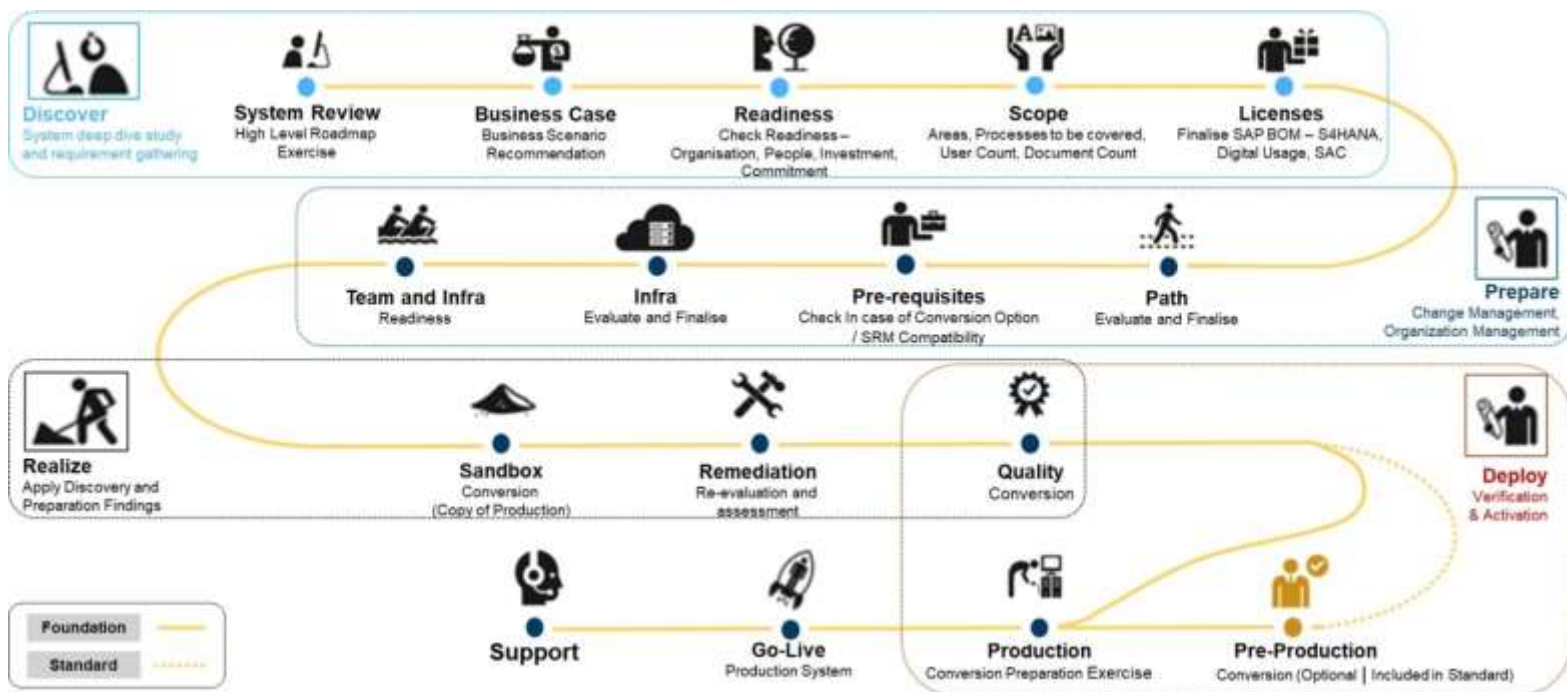 Discover
System deep dive study
and requirement gathering
System Review
High Level Roadmap
Exercise
Business Case
Business Scenario
Recommendation
Readiness
Check Readiness –
Organisation, People, Investment,
Commitment
Scope
Areas, Processes to be covered,
User Count, Document Count
Licenses
Finalise SAP BOM – S4HANA,
Digital Usage, SAC
Team and Infra
Readiness
Infra
Evaluate and Finalise
Pre-requisites
Check In case of Conversion Option
/ SRM Compatibility
Path
Evaluate and Finalise
Prepare
Change Management,
Organization Management
Realize
Apply Discovery and
Preparation Findings
Sandbox
Conversion
(Copy of Production)
Remediation
Re-evaluation and
assessment
Quality
Conversion
Deploy
Verification
& Activation
Foundation
Standard
Support
Go-Live
Production System
Production
Conversion Preparation Exercise
Pre-Production
Conversion (Optional | Included in Standard)